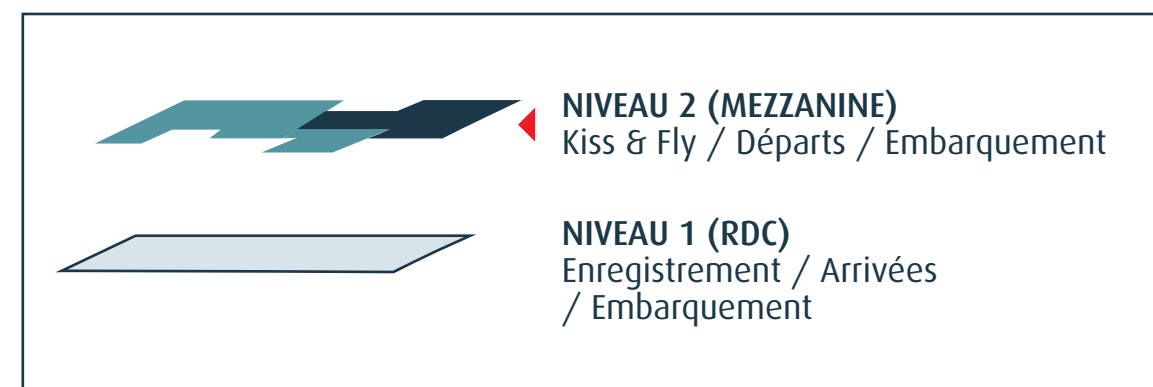 NIVEAU 2 (MEZZANINE)
Kiss & Fly / Départs / Embarquement
NIVEAU 1 (RDC)
Enregistrement / Arrivées
/ Embarquement